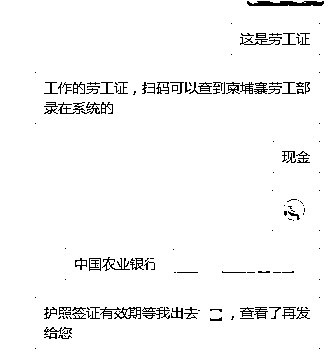 这是劳工证
工作的劳工证，扫码可以查到柬埔寨劳工部
录在系统的
现金
中国农业银行
护照签证有效期等我出去
，查看了再发
给您